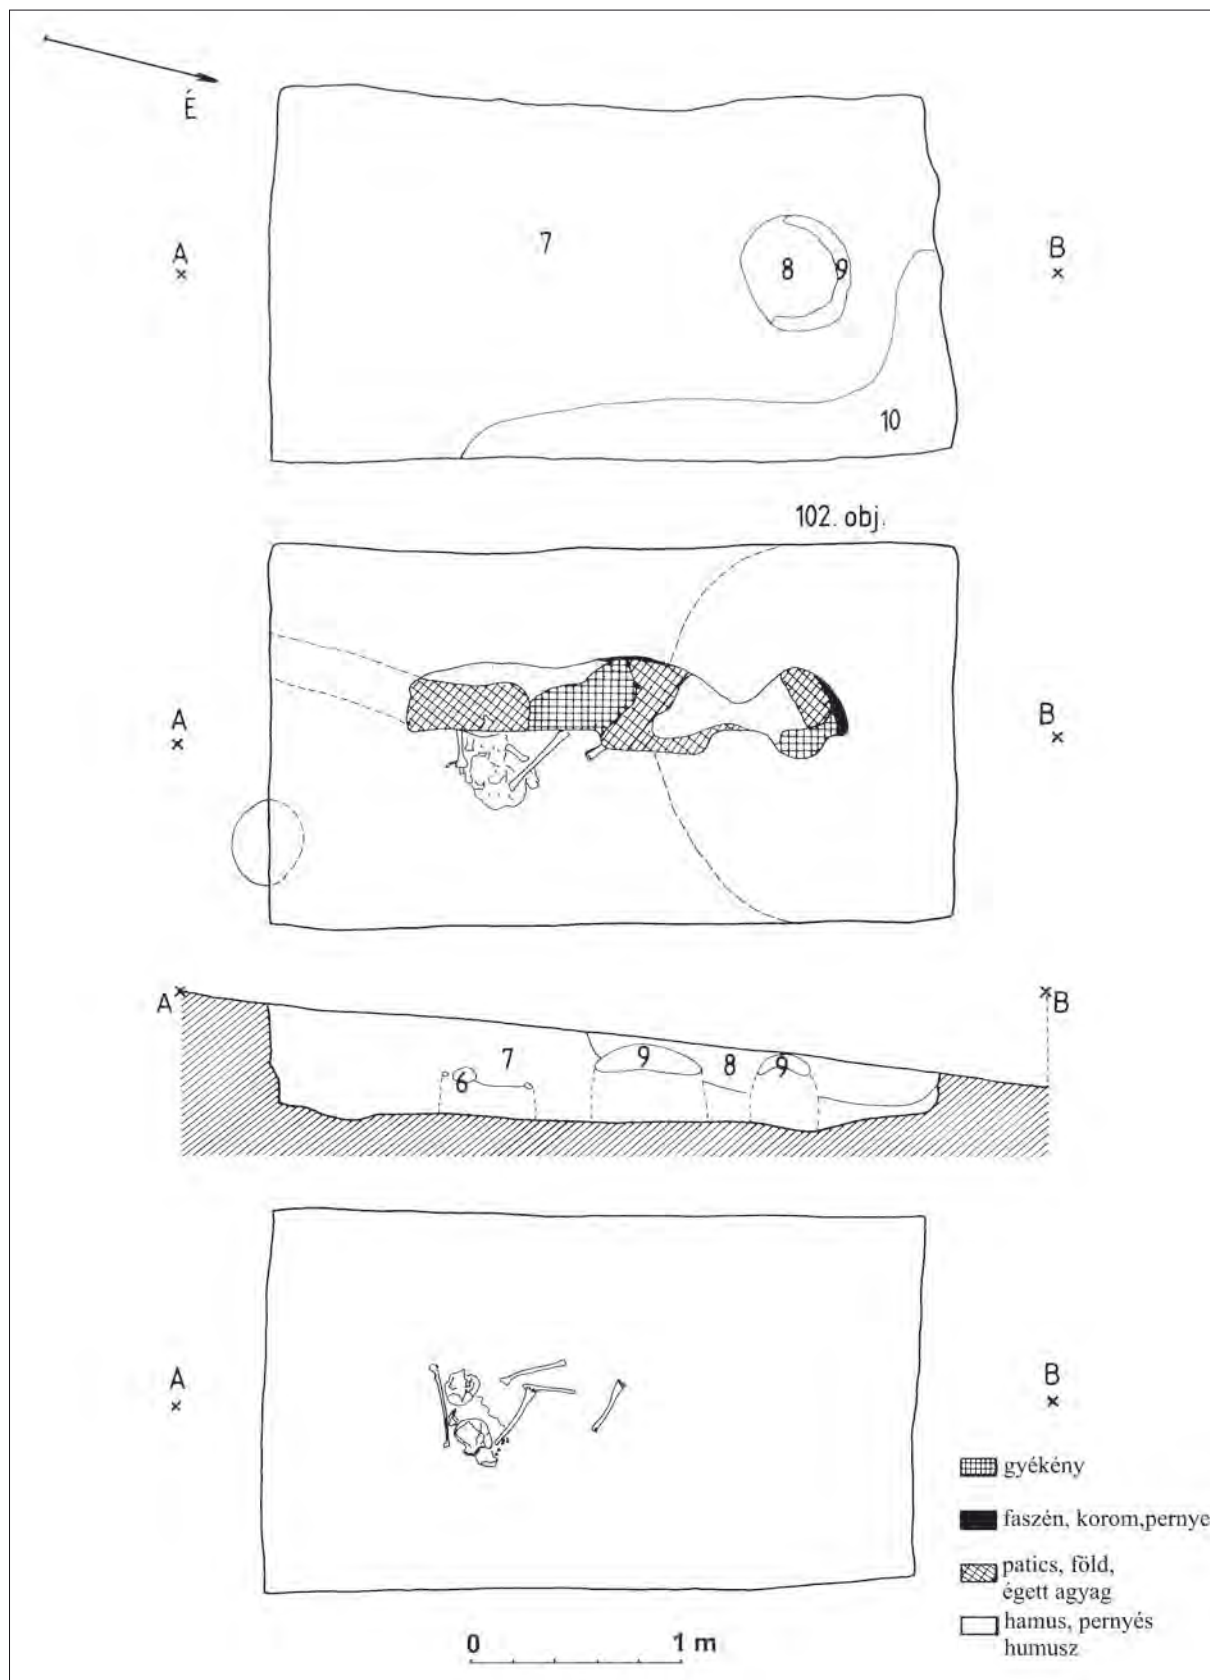 É
A
7
8
9
B
10
102. obj.
A
B
A
B
7
9
8
9
6
A
B
gyékény
faszén, korom,pernye
patics, föld,
égett agyag
hamus, pernyés
humusz
0
1 m